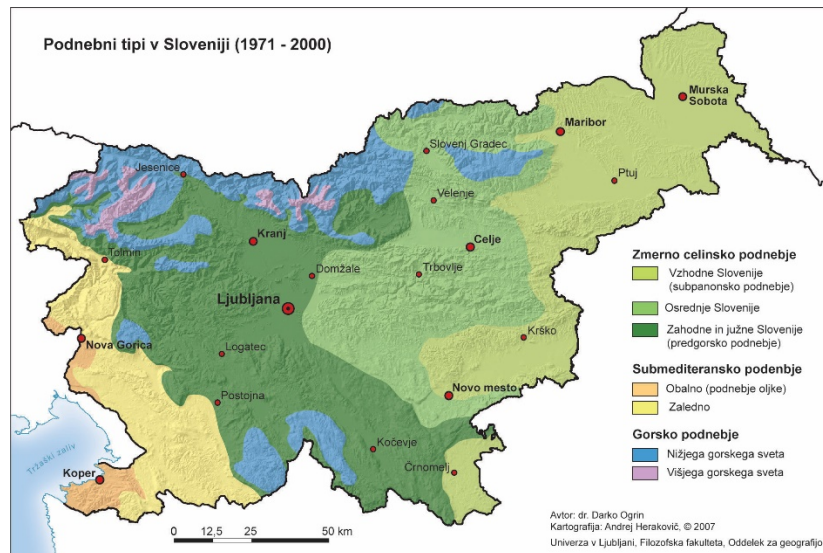 Podnebni tipi v Sloveniji (1971 - 2000)
Murska
Sobota
Maribor
Slovenj Gradec
Jesenice
Ptuj
Velenje
Kranj
Celje
Tolmin
Domžale
Trbovlje
Ljubljana
Krško
Nova Gorica
Logatec
Novo mesto
Postojna
Tržaški zaliv
Kočevje
Koper
Črnomelj
Zmerno celinsko podnebje
Vzhodne Slovenije
(subpanonsko podnebje)
Osrednje Slovenije
Zahodne in južne Slovenije
(predgorsko podnebje)
Submediteransko podenbje
Obalno (podnebje oljke)
Zaledno
Gorsko podnebje
Nižjega gorskega sveta
Višjega gorskega sveta
0 12,5 25 50 km
Avtor: dr. Darko Ogrin
Kartografija: Andrej Herakovič, © 2007
Univerza v Ljubljani, Filozofska fakulteta, Oddelek za geografijo